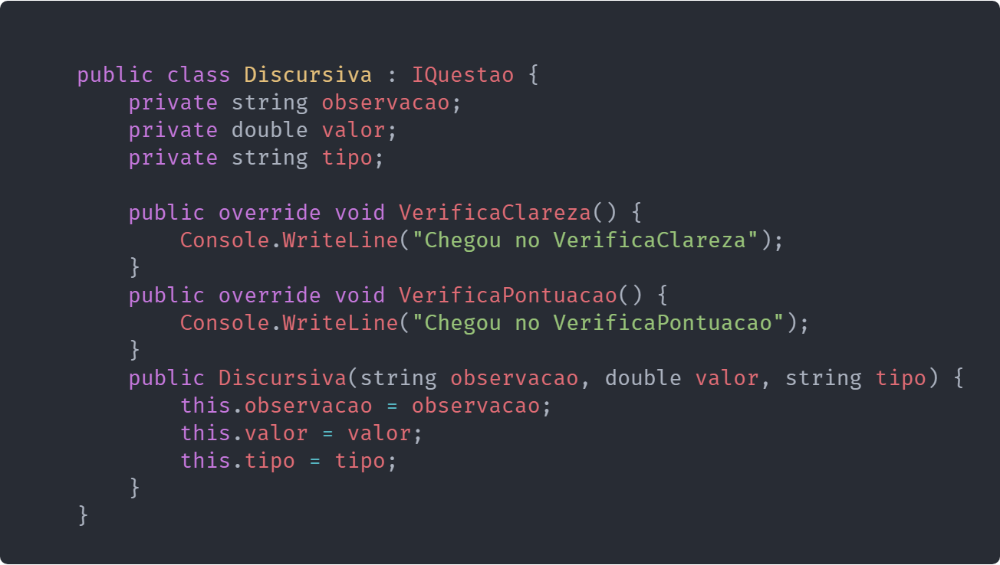 public class Discursiva : IQuestao {
    private string observacao;
    private double valor;
    private string tipo;

    public override void VerificaClareza() {
        Console.WriteLine("Chegou no VerificaClareza");
    }
    public override void VerificaPontuacao() {
        Console.WriteLine("Chegou no VerificaPontuacao");
    }
    public Discursiva(string observacao, double valor, string tipo) {
        this.observacao = observacao;
        this.valor = valor;
        this.tipo = tipo;
    }
}